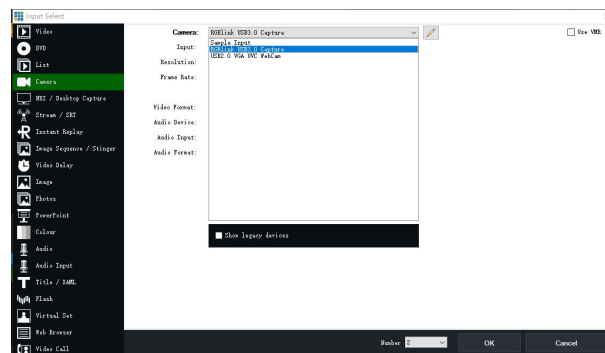 Input Select
Video
DVD
List
Camera
NDI / Desktop Capture
Stream / SRT
Instant Replay
Image Sequence / Stinger
Video Delay
Image
Photos
PowerPoint
Colour
Audio
Audio Input
Title / XAML
Flash
Virtual Set
Web Browser
Video Call
Camera: RGBlink USB3.0 Capture
Use VMR
Sample Input
RGBlink USB3.0 Capture
USB2.0 VGA UVC WebCam
Input:
Resolution:
Frame Rate:
Video Format:
Audio Device:
Audio Input:
Audio Format:
Show legacy devices
Number 2
OK
Cancel